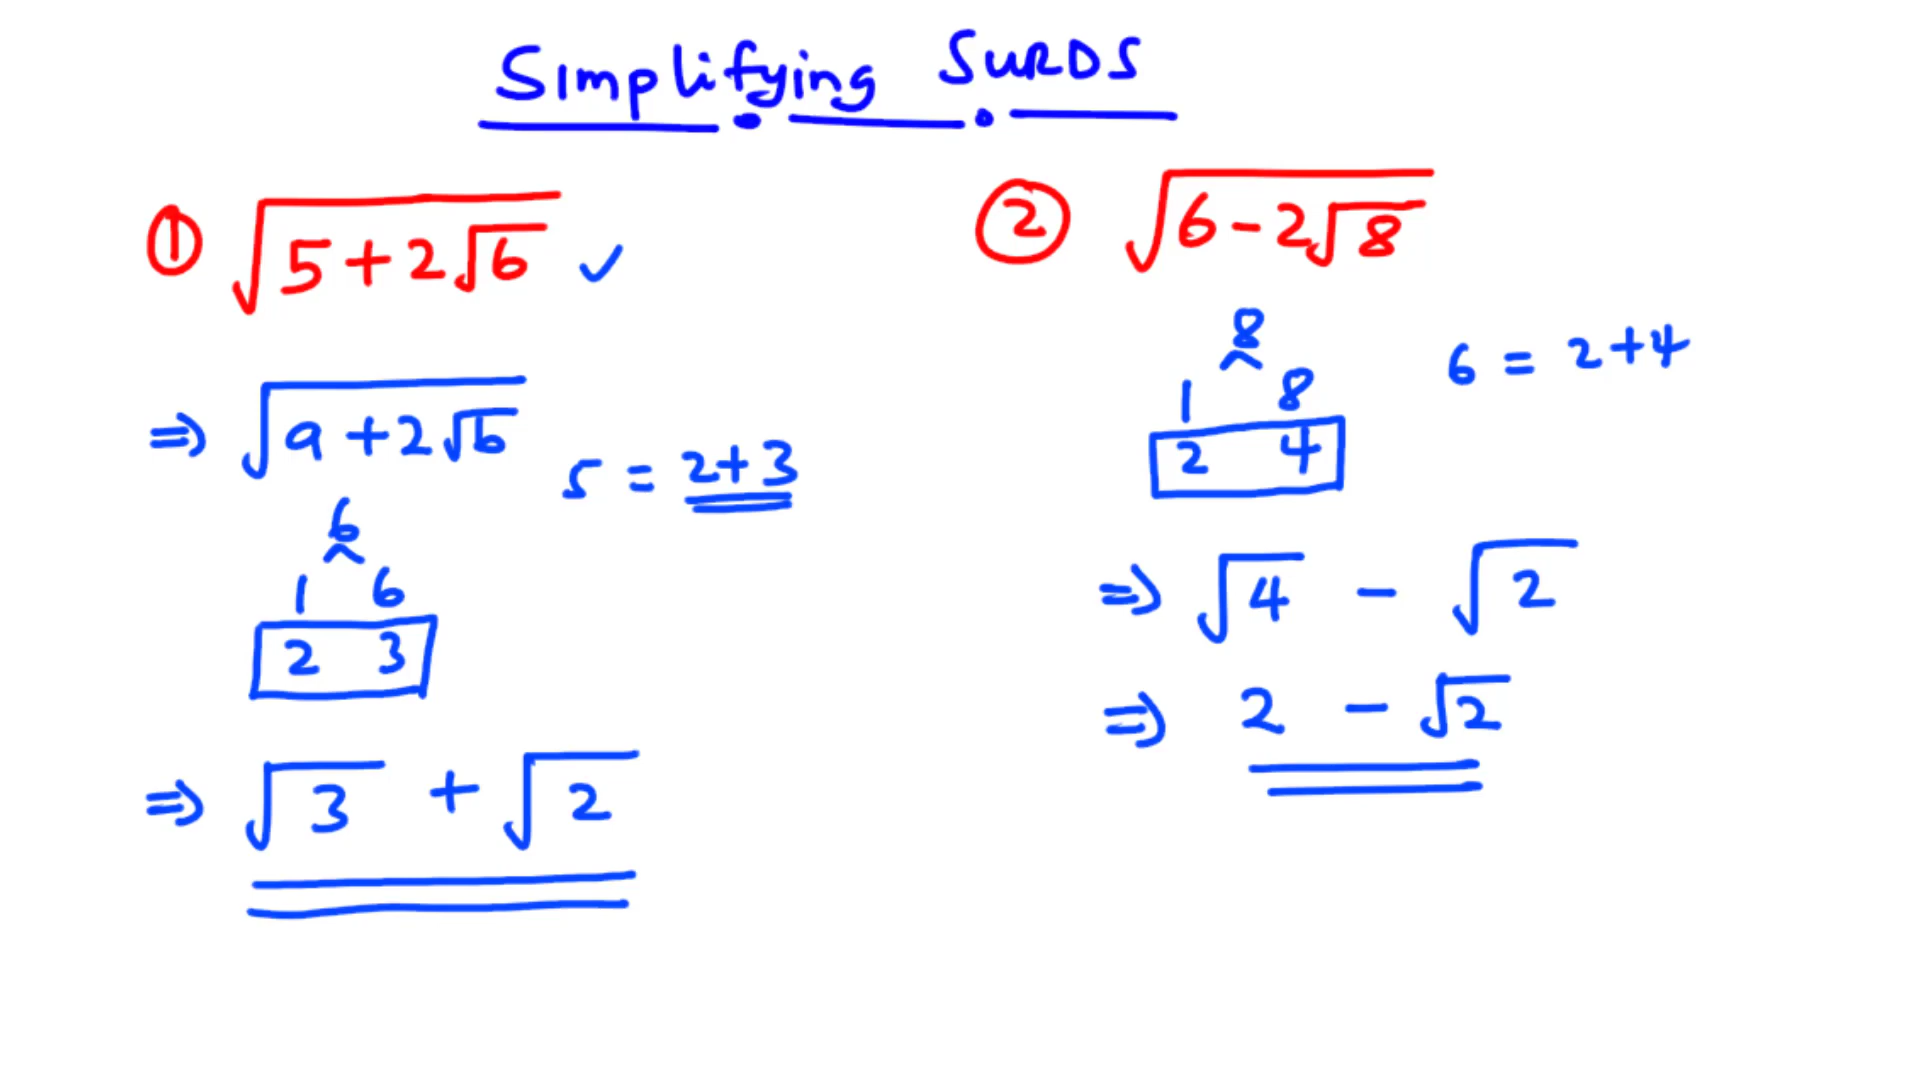 Simplifying SURDS
① √(5+2√6) ✓
⇒ √(a+2√b)
5 = 2+3
6
1 6
2 3
⇒ √3 + √2
② √(6-2√8)
8
6 = 2+4
1 8
2 4
⇒ √4 - √2
⇒ 2 - √2